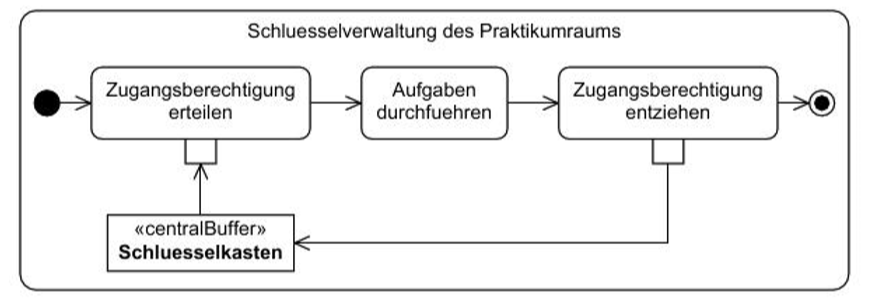 Schluesselverwaltung des Praktikumraums
Zugangsberechtigung
erteilen
Aufgaben
durchfuehren
Zugangsberechtigung
entziehen
«centralBuffer»
Schluesselkasten